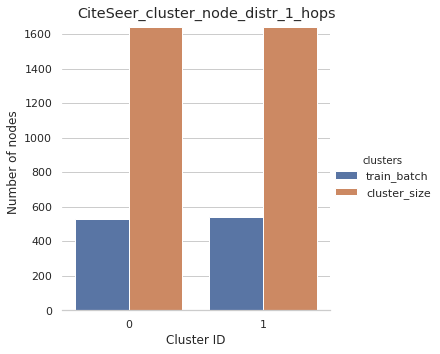 CiteSeer_cluster_node_distr_1_hops
1600
1400
1200
1000
800
600
400
200
0
Number of nodes
0 1
Cluster ID
clusters
train_batch
cluster_size